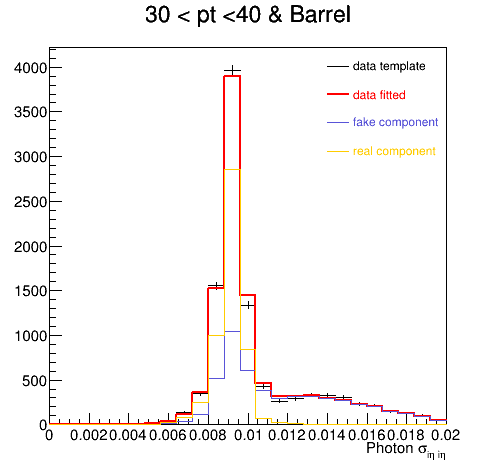 30 < pt <40 & Barrel
data template
data fitted
fake component
real component
4000
3500
3000
2500
2000
1500
1000
500
0
0 0.002 0.004 0.006 0.008 0.01 0.012 0.014 0.016 0.018 0.02
Photon σiη iη